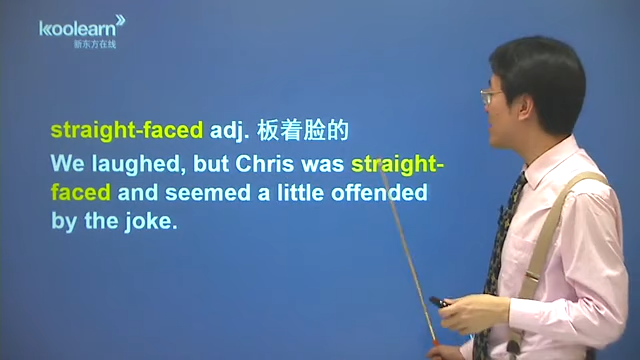 koolearn
新东方在线
straight-faced adj. 板着脸的
We laughed, but Chris was straight-
faced and seemed a little offended
by the joke.